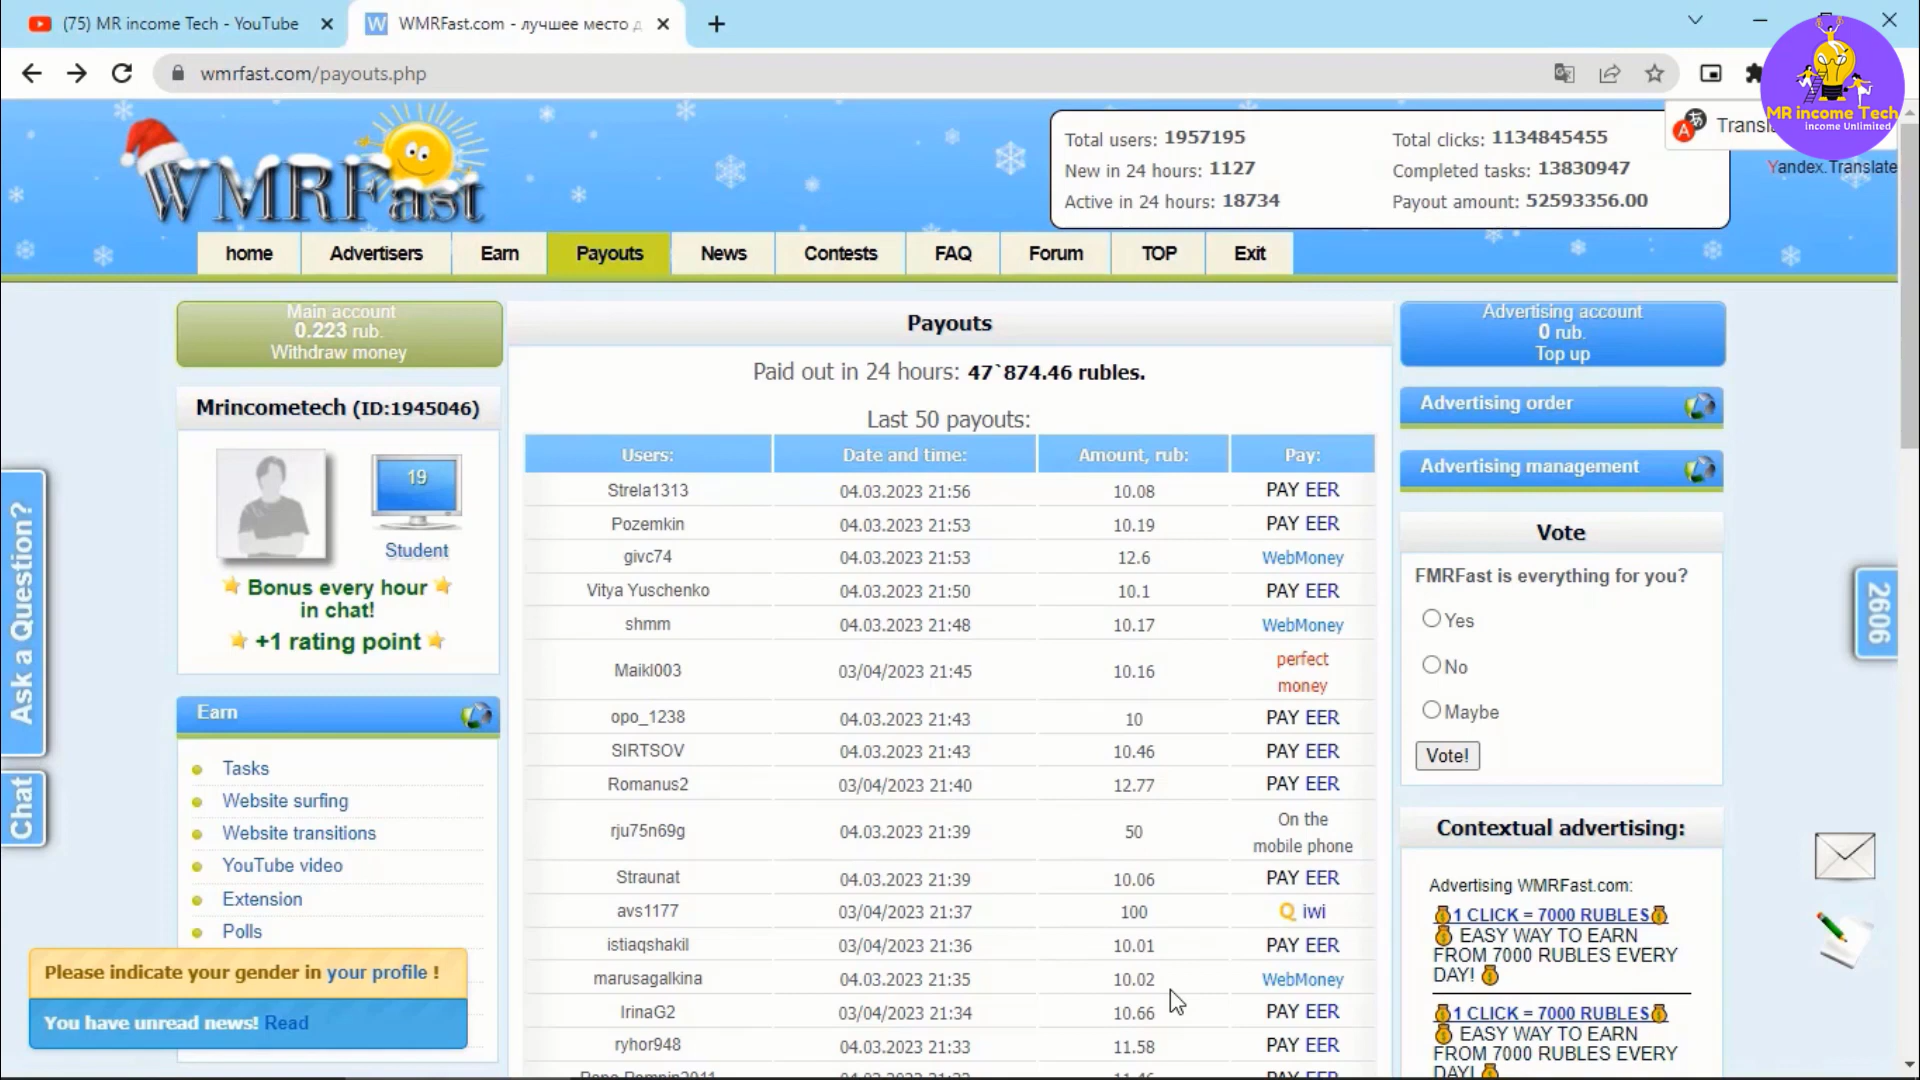 (75) MR income Tech - YouTube
WMRFast.com - лучшее место д
wmrfast.com/payouts.php
MR income Tech
Income Unlimited
Transl
Yandex.Translate
WMRFast
Total users: 1957195
Total clicks: 1134845455
New in 24 hours: 1127
Completed tasks: 13830947
Active in 24 hours: 18734
Payout amount: 52593356.00
home Advertisers Earn Payouts News Contests FAQ Forum TOP Exit
Main account
0.223 rub.
Withdraw money
Mrincometech (ID:1945046)
19
Student
Bonus every hour
in chat!
+1 rating point
Earn
Tasks
Website surfing
Website transitions
YouTube video
Extension
Polls
Please indicate your gender in your profile !
You have unread news! Read
Ask a Question?
Chat
Payouts
Paid out in 24 hours: 47`874.46 rubles.
Last 50 payouts:
Users: Date and time: Amount, rub: Pay:
Strela1313 04.03.2023 21:56 10.08 PAY EER
Pozemkin 04.03.2023 21:53 10.19 PAY EER
givc74 04.03.2023 21:53 12.6 WebMoney
Vitya Yuschenko 04.03.2023 21:50 10.1 PAY EER
shmm 04.03.2023 21:48 10.17 WebMoney
Maikl003 03/04/2023 21:45 10.16 perfect
money
opo_1238 04.03.2023 21:43 10 PAY EER
SIRTSOV 04.03.2023 21:43 10.46 PAY EER
Romanus2 03/04/2023 21:40 12.77 PAY EER
rju75n69g 04.03.2023 21:39 50 On the
mobile phone
Straunat 04.03.2023 21:39 10.06 PAY EER
avs1177 03/04/2023 21:37 100 Q iwi
istiaqshakil 03/04/2023 21:36 10.01 PAY EER
marusagalkina 04.03.2023 21:35 10.02 WebMoney
IrinaG2 03/04/2023 21:34 10.66 PAY EER
ryhor948 04.03.2023 21:33 11.58 PAY EER
Advertising account
0 rub.
Top up
Advertising order
Advertising management
Vote
FMRFast is everything for you?
Yes
No
Maybe
Vote!
Contextual advertising:
Advertising WMRFast.com:
💰1 CLICK = 7000 RUBLES💰
💰 EASY WAY TO EARN
FROM 7000 RUBLES EVERY
DAY! 💰
💰1 CLICK = 7000 RUBLES💰
💰 EASY WAY TO EARN
FROM 7000 RUBLES EVERY
2606